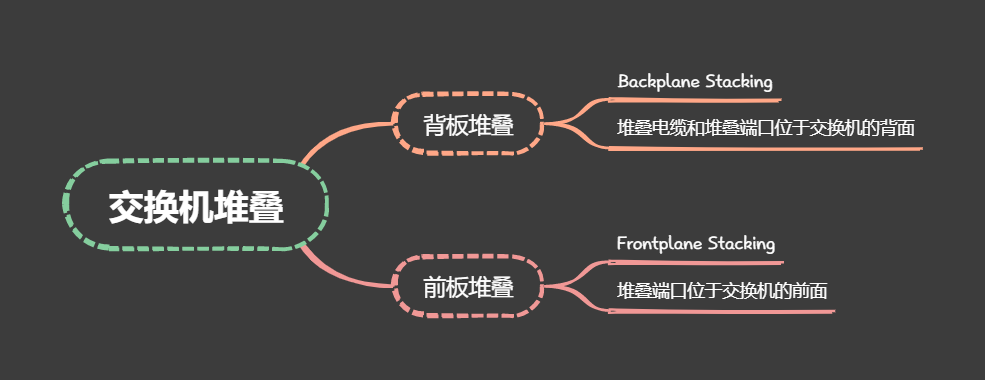 交换机堆叠
背板堆叠
Backplane Stacking
堆叠电缆和堆叠端口位于交换机的背面
前板堆叠
Frontplane Stacking
堆叠端口位于交换机的前面